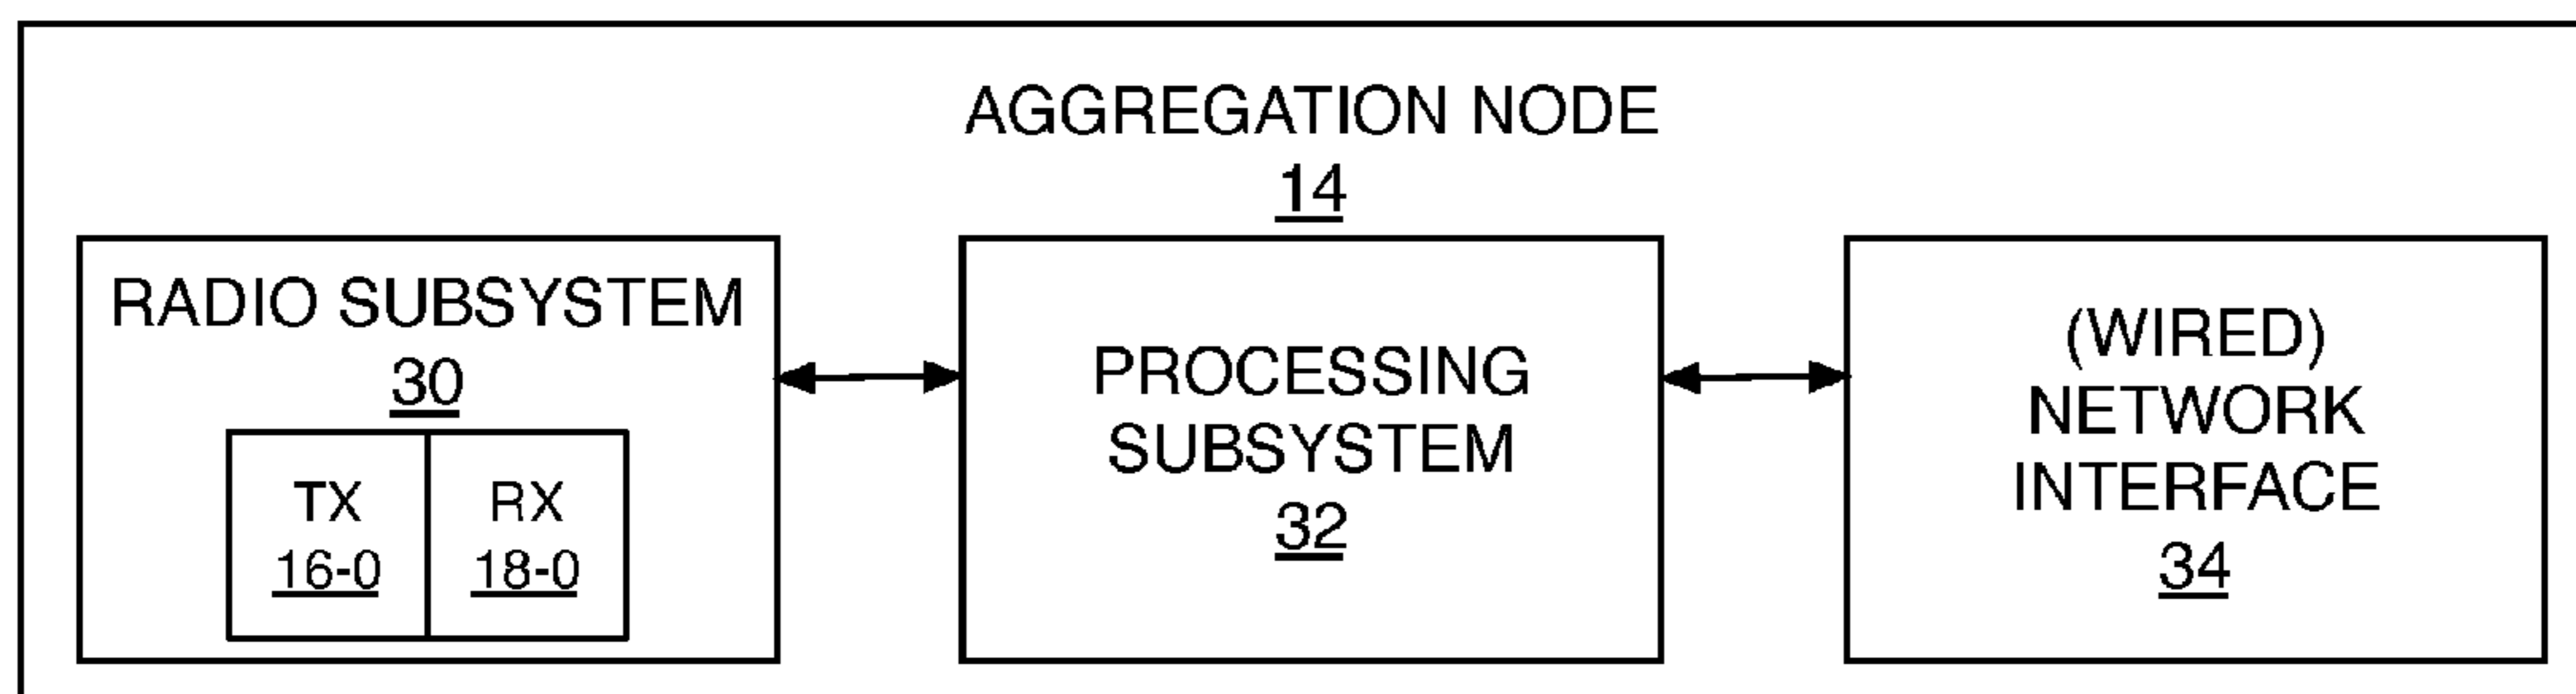 AGGREGATION NODE
14
RADIO SUBSYSTEM
30
TX
16-0
RX
18-0
PROCESSING
SUBSYSTEM
32
(WIRED)
NETWORK
INTERFACE
34